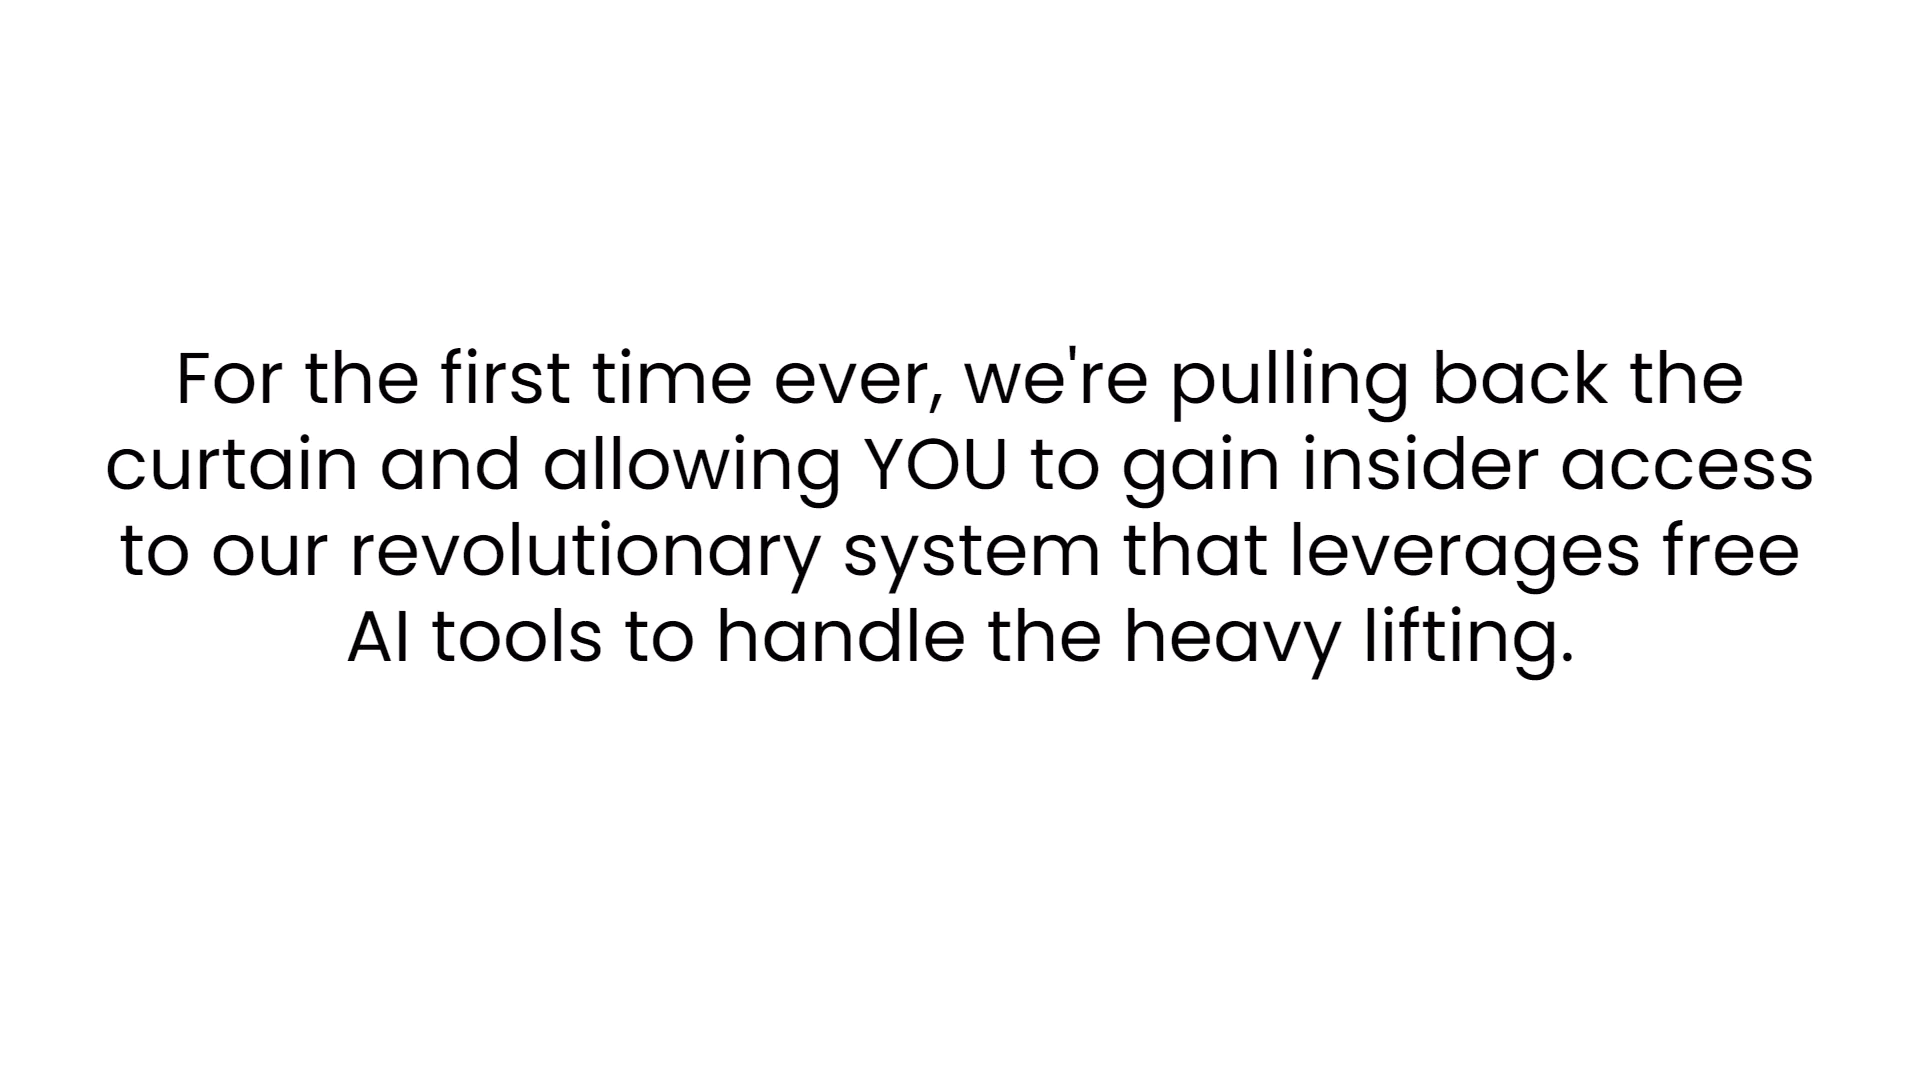 For the first time ever, we're pulling back the
curtain and allowing YOU to gain insider access
to our revolutionary system that leverages free
AI tools to handle the heavy lifting.